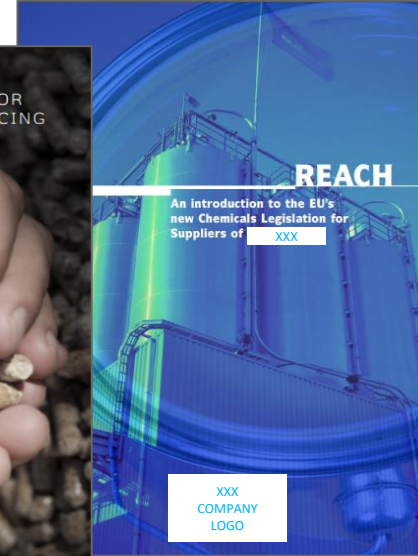 OR
CING
REACH
An introduction to the EU's
new Chemicals Legislation for
Suppliers of XXX
XXX
COMPANY
LOGO